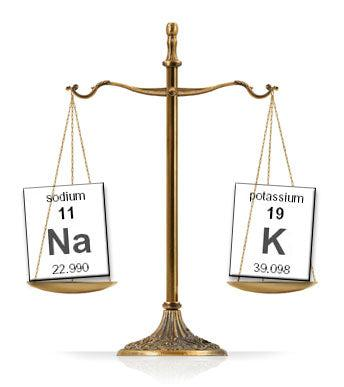 sodium
11
Na
22.990
potassium
19
K
39.098